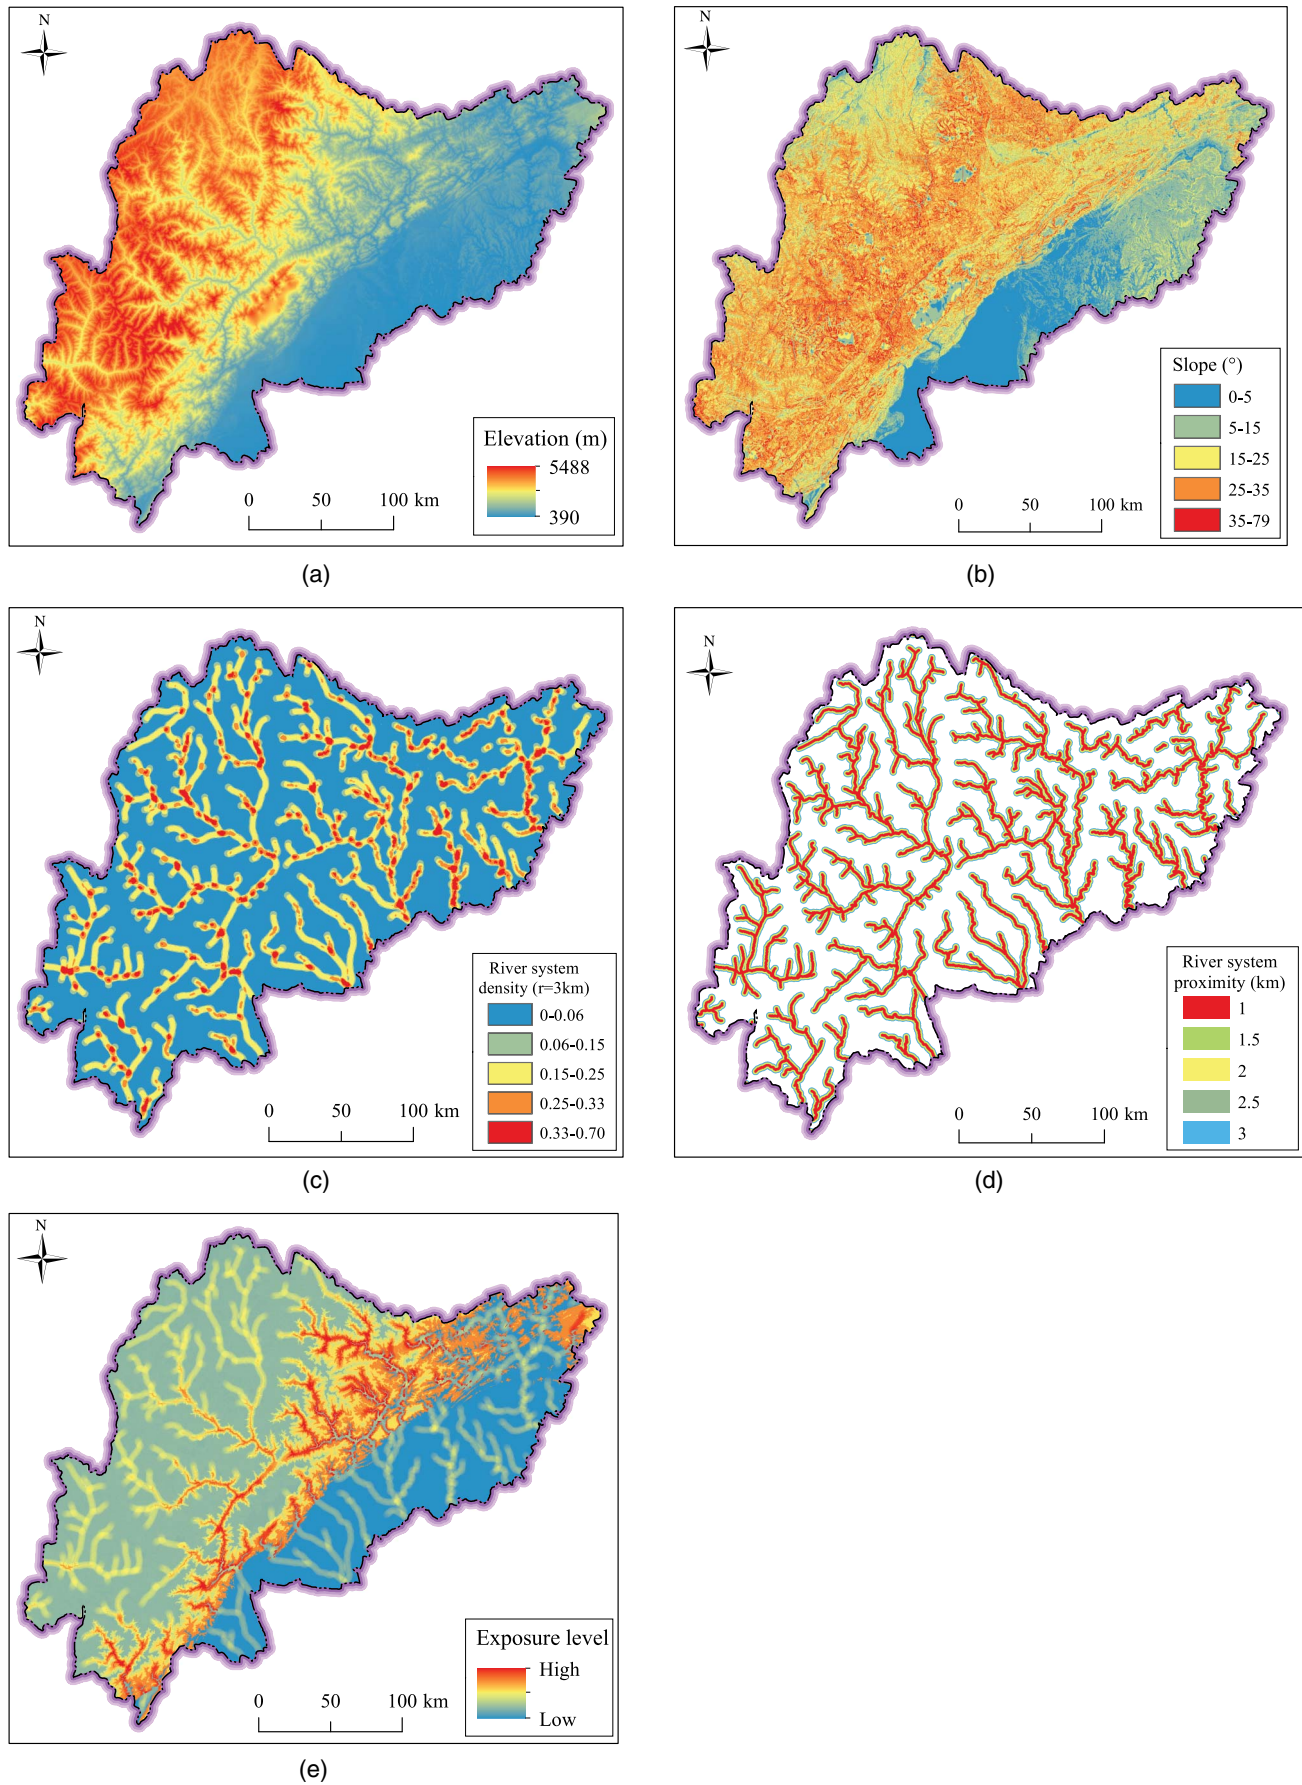 N
Elevation (m)
5488
390
0 50 100 km
(a)
N
Slope (°)
0-5
5-15
15-25
25-35
35-79
0 50 100 km
(b)
N
River system
density (r=3km)
0-0.06
0.06-0.15
0.15-0.25
0.25-0.33
0.33-0.70
0 50 100 km
(c)
N
River system
proximity (km)
1
1.5
2
2.5
3
0 50 100 km
(d)
N
Exposure level
High
Low
0 50 100 km
(e)